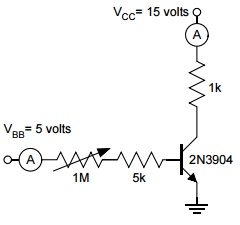 VCC= 15 volts
A
1k
VBB= 5 volts
A
1M
5k
2N3904